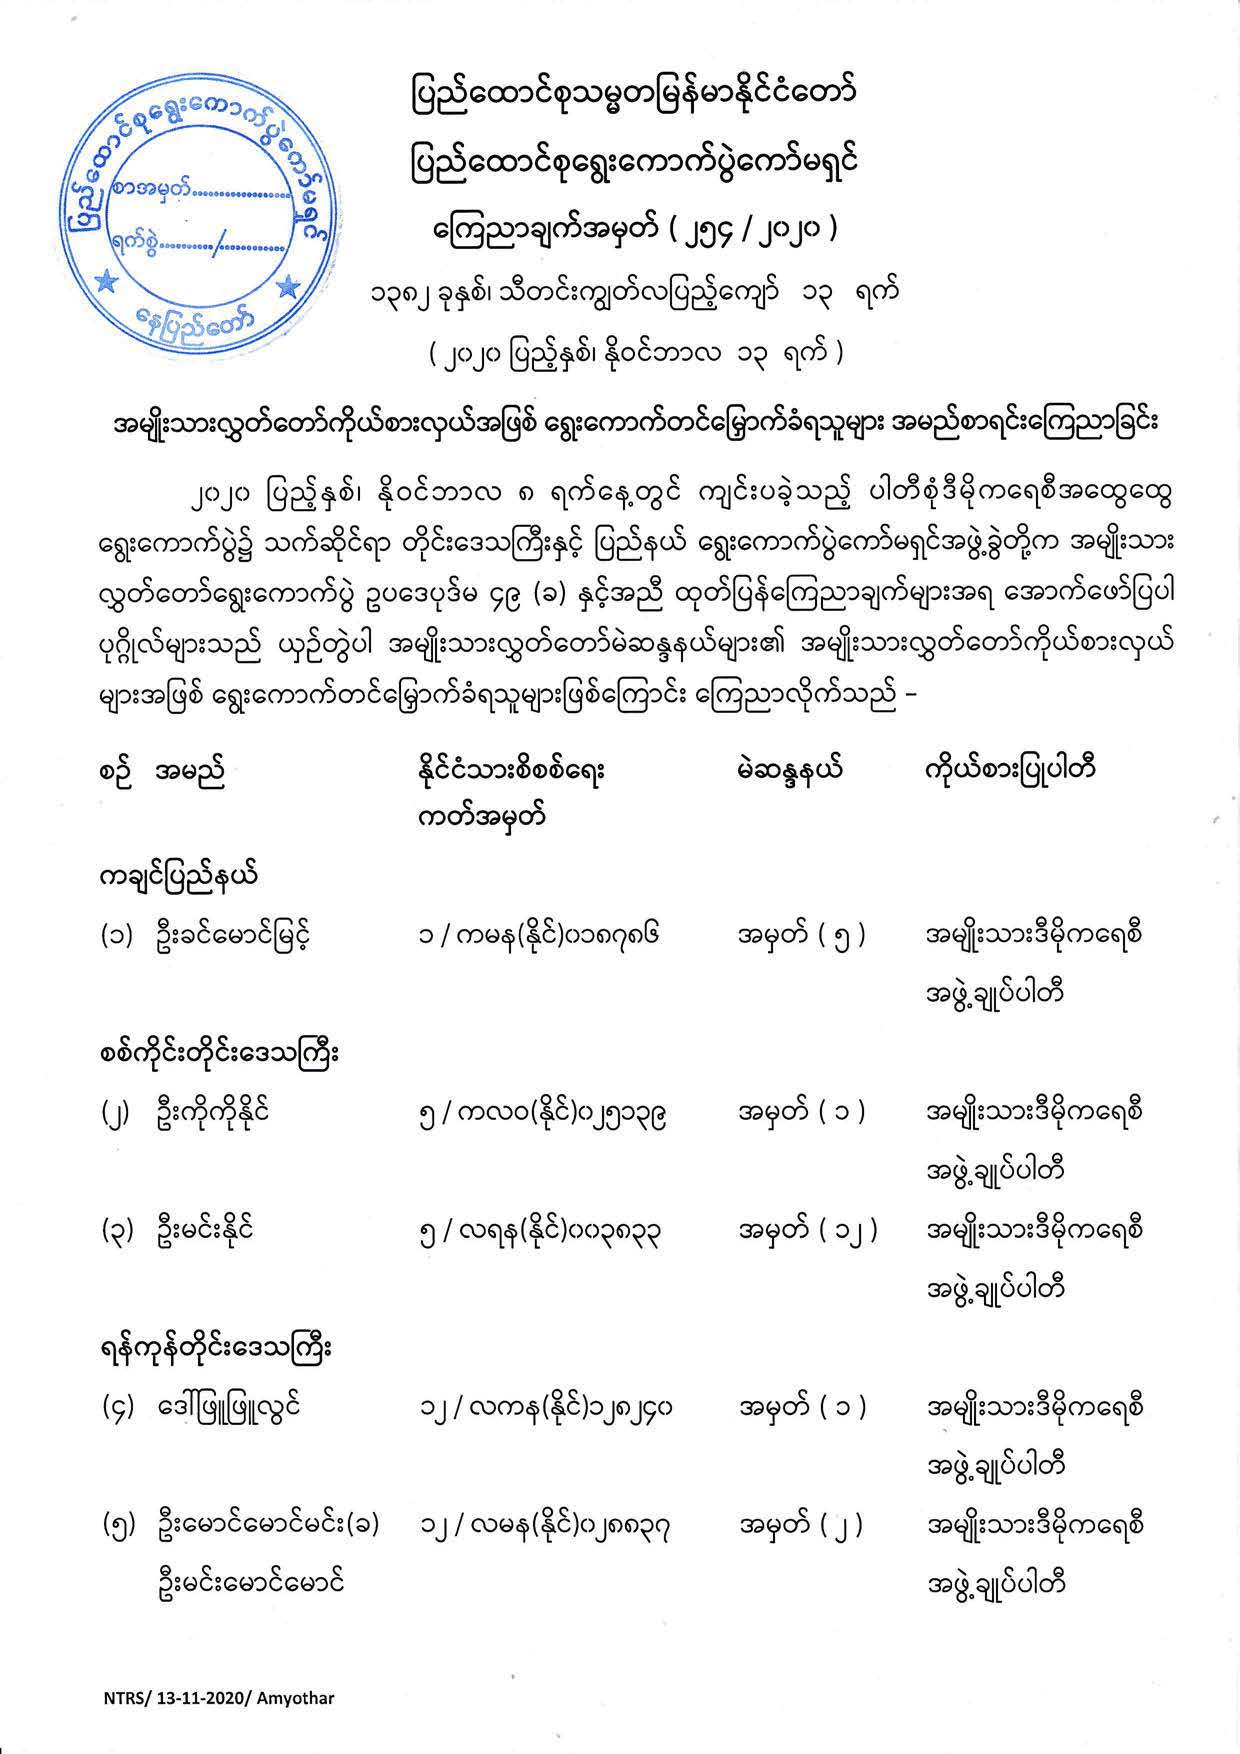 ပြည်ထောင်စုရွေးကောက်ပွဲကော်မရှင်
စာအမှတ်....................
ရက်စွဲ........../............
နေပြည်တော်
ပြည်ထောင်စုသမ္မတမြန်မာနိုင်ငံတော်
ပြည်ထောင်စုရွေးကောက်ပွဲကော်မရှင်
ကြေညာချက်အမှတ် ( ၂၅၄ / ၂၀၂၀ )
၁၃၈၂ ခုနှစ်၊ သီတင်းကျွတ်လပြည့်ကျော် ၁၃ ရက်
( ၂၀၂၀ ပြည့်နှစ်၊ နိုဝင်ဘာလ ၁၃ ရက် )
အမျိုးသားလွှတ်တော်ကိုယ်စားလှယ်အဖြစ် ရွေးကောက်တင်မြှောက်ခံရသူများ အမည်စာရင်းကြေညာခြင်း
၂၀၂၀ ပြည့်နှစ်၊ နိုဝင်ဘာလ ၈ ရက်နေ့တွင် ကျင်းပခဲ့သည့် ပါတီစုံဒီမိုကရေစီအထွေထွေ
ရွေးကောက်ပွဲ၌ သက်ဆိုင်ရာ တိုင်းဒေသကြီးနှင့် ပြည်နယ် ရွေးကောက်ပွဲကော်မရှင်အဖွဲ့ခွဲတို့က အမျိုးသား
လွှတ်တော်ရွေးကောက်ပွဲ ဥပဒေပုဒ်မ ၄၉ (ခ) နှင့်အညီ ထုတ်ပြန်ကြေညာချက်များအရ အောက်ဖော်ပြပါ
ပုဂ္ဂိုလ်များသည် ယှဉ်တွဲပါ အမျိုးသားလွှတ်တော်မဲဆန္ဒနယ်များ၏ အမျိုးသားလွှတ်တော်ကိုယ်စားလှယ်
များအဖြစ် ရွေးကောက်တင်မြှောက်ခံရသူများဖြစ်ကြောင်း ကြေညာလိုက်သည် –
စဉ် အမည် နိုင်ငံသားစိစစ်ရေး မဲဆန္ဒနယ် ကိုယ်စားပြုပါတီ
ကတ်အမှတ်
ကချင်ပြည်နယ်
(၁) ဦးခင်မောင်မြင့် ၁ / ကမန(နိုင်)၀၁၈၇၈၆ အမှတ် ( ၅ ) အမျိုးသားဒီမိုကရေစီ
အဖွဲ့ချုပ်ပါတီ
စစ်ကိုင်းတိုင်းဒေသကြီး
(၂) ဦးကိုကိုနိုင် ၅ / ကလဝ(နိုင်)၀၂၅၁၃၉ အမှတ် ( ၁ ) အမျိုးသားဒီမိုကရေစီ
အဖွဲ့ချုပ်ပါတီ
(၃) ဦးမင်းနိုင် ၅ / လရန(နိုင်)၀၀၃၈၃၃ အမှတ် ( ၁၂ ) အမျိုးသားဒီမိုကရေစီ
အဖွဲ့ချုပ်ပါတီ
ရန်ကုန်တိုင်းဒေသကြီး
(၄) ဒေါ်ဖြူဖြူလွင် ၁၂ / လကန(နိုင်)၁၂၈၂၄၀ အမှတ် ( ၁ ) အမျိုးသားဒီမိုကရေစီ
အဖွဲ့ချုပ်ပါတီ
(၅) ဦးမောင်မောင်မင်း(ခ) ၁၂ / လမန(နိုင်)၀၂၈၈၃၇ အမှတ် ( ၂ ) အမျိုးသားဒီမိုကရေစီ
ဦးမင်းမောင်မောင် အဖွဲ့ချုပ်ပါတီ
NTRS/ 13-11-2020/ Amyothar